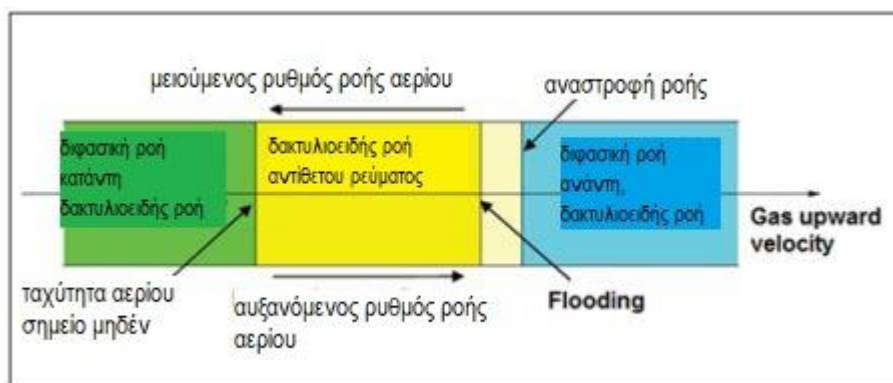 μειούμενος ρυθμός ροής αερίου
αναστροφή ροής
διφασική ροή
κατάντη
δακτυλιοειδής ροή
δακτυλιοειδής ροή
αντίθετου ρεύματος
διφασική ροή
ανάντη,
δακτυλιοειδής ροή
Gas upward
velocity
ταχύτητα αερίου
σημείο μηδέν
αυξανόμενος ρυθμός ροής
αερίου
Flooding